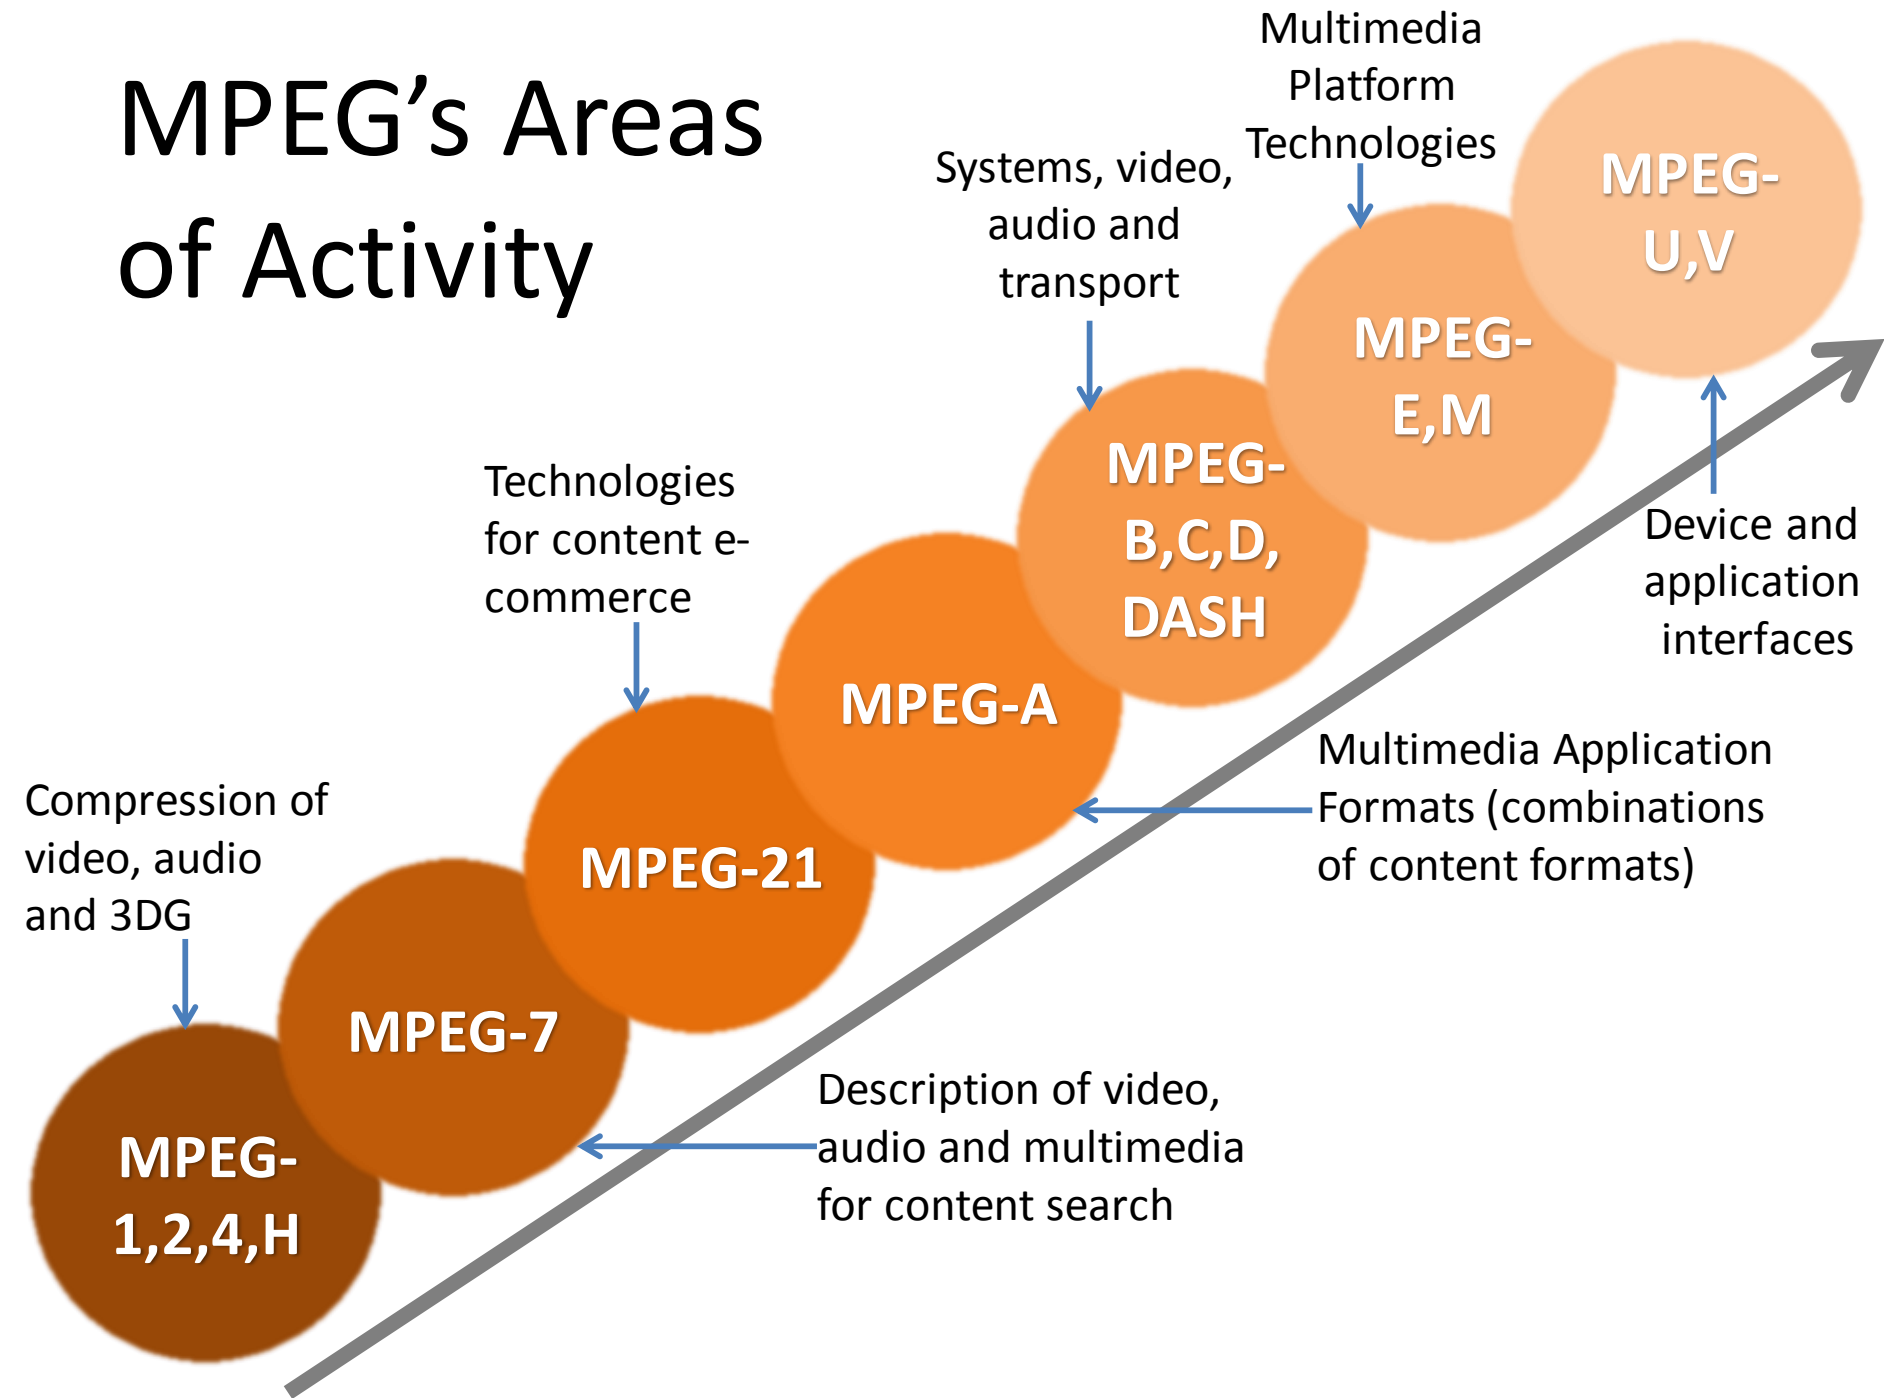 MPEG’s Areas
of Activity
Multimedia
Platform
Technologies
MPEG-
U,V
Systems, video,
audio and
transport
MPEG-
E,M
Device and
application
interfaces
MPEG-
B,C,D,
DASH
Technologies
for content e-
commerce
MPEG-A
Multimedia Application
Formats (combinations
of content formats)
MPEG-21
Compression of
video, audio
and 3DG
MPEG-7
Description of video,
audio and multimedia
for content search
MPEG-
1,2,4,H